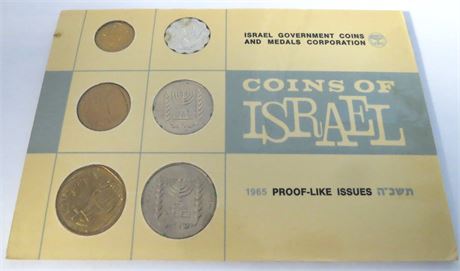 ISRAEL GOVERNMENT COINS
AND MEDALS CORPORATION
COINS OF
ISRAEL
1965 PROOF-LIKE ISSUES תשכ"ה